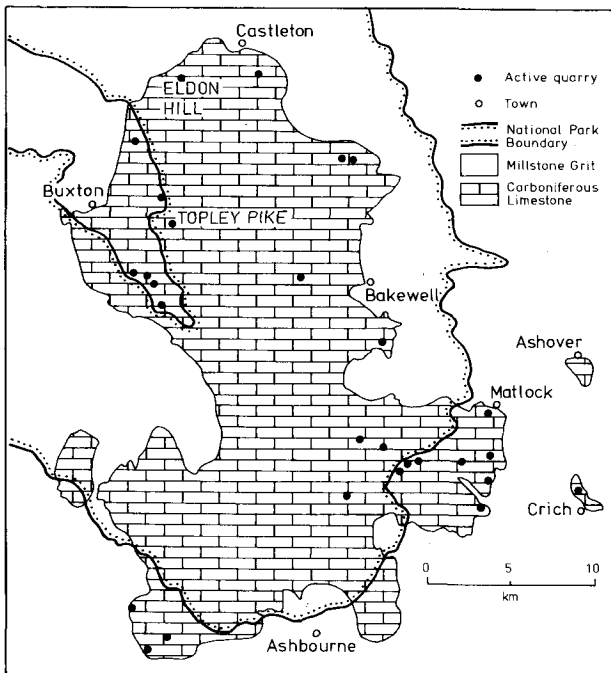 Castleton
ELDON
HILL
Active quarry
Town
National Park
Boundary
Millstone Grit
Carboniferous
Limestone
Buxton
TOPLEY PIKE
Bakewell
Ashover
Matlock
Crich
0 5 10
km
Ashbourne